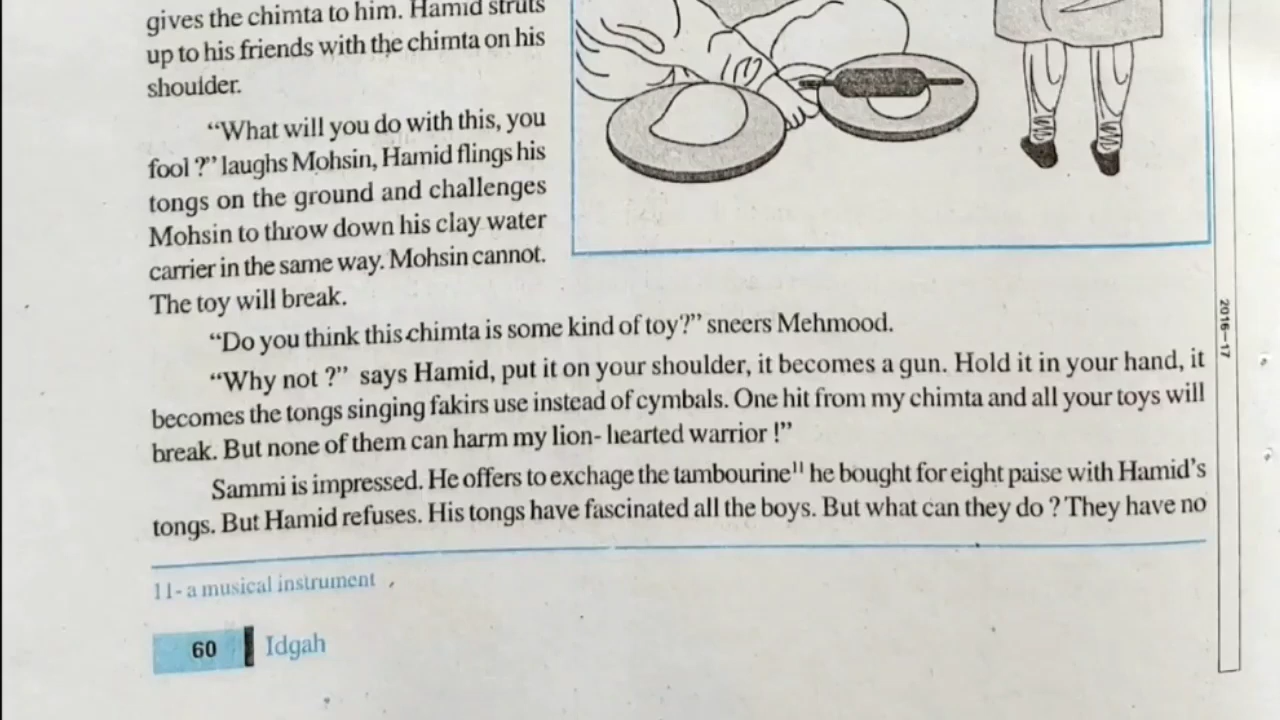 gives the chimta to him. Hamid struts
up to his friends with the chimta on his
shoulder.
“What will you do with this, you
fool ?” laughs Mohsin, Hamid flings his
tongs on the ground and challenges
Mohsin to throw down his clay water
carrier in the same way. Mohsin cannot.
The toy will break.
“Do you think this chimta is some kind of toy?” sneers Mehmood.
“Why not ?” says Hamid, put it on your shoulder, it becomes a gun. Hold it in your hand, it
becomes the tongs singing fakirs use instead of cymbals. One hit from my chimta and all your toys will
break. But none of them can harm my lion- hearted warrior !”
Sammi is impressed. He offers to exchage the tambourine¹¹ he bought for eight paise with Hamid’s
tongs. But Hamid refuses. His tongs have fascinated all the boys. But what can they do ? They have no
11- a musical instrument
60 Idgah
2016–17